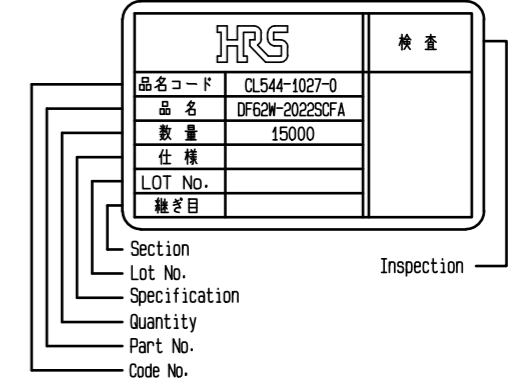 HRS
検査
品名コード CL544-1027-0
品名 DF62W-2022SCFA
数量 15000
仕様
LOT No.
継ぎ目
Section
Lot No.
Inspection
Specification
Quantity
Part No.
Code No.